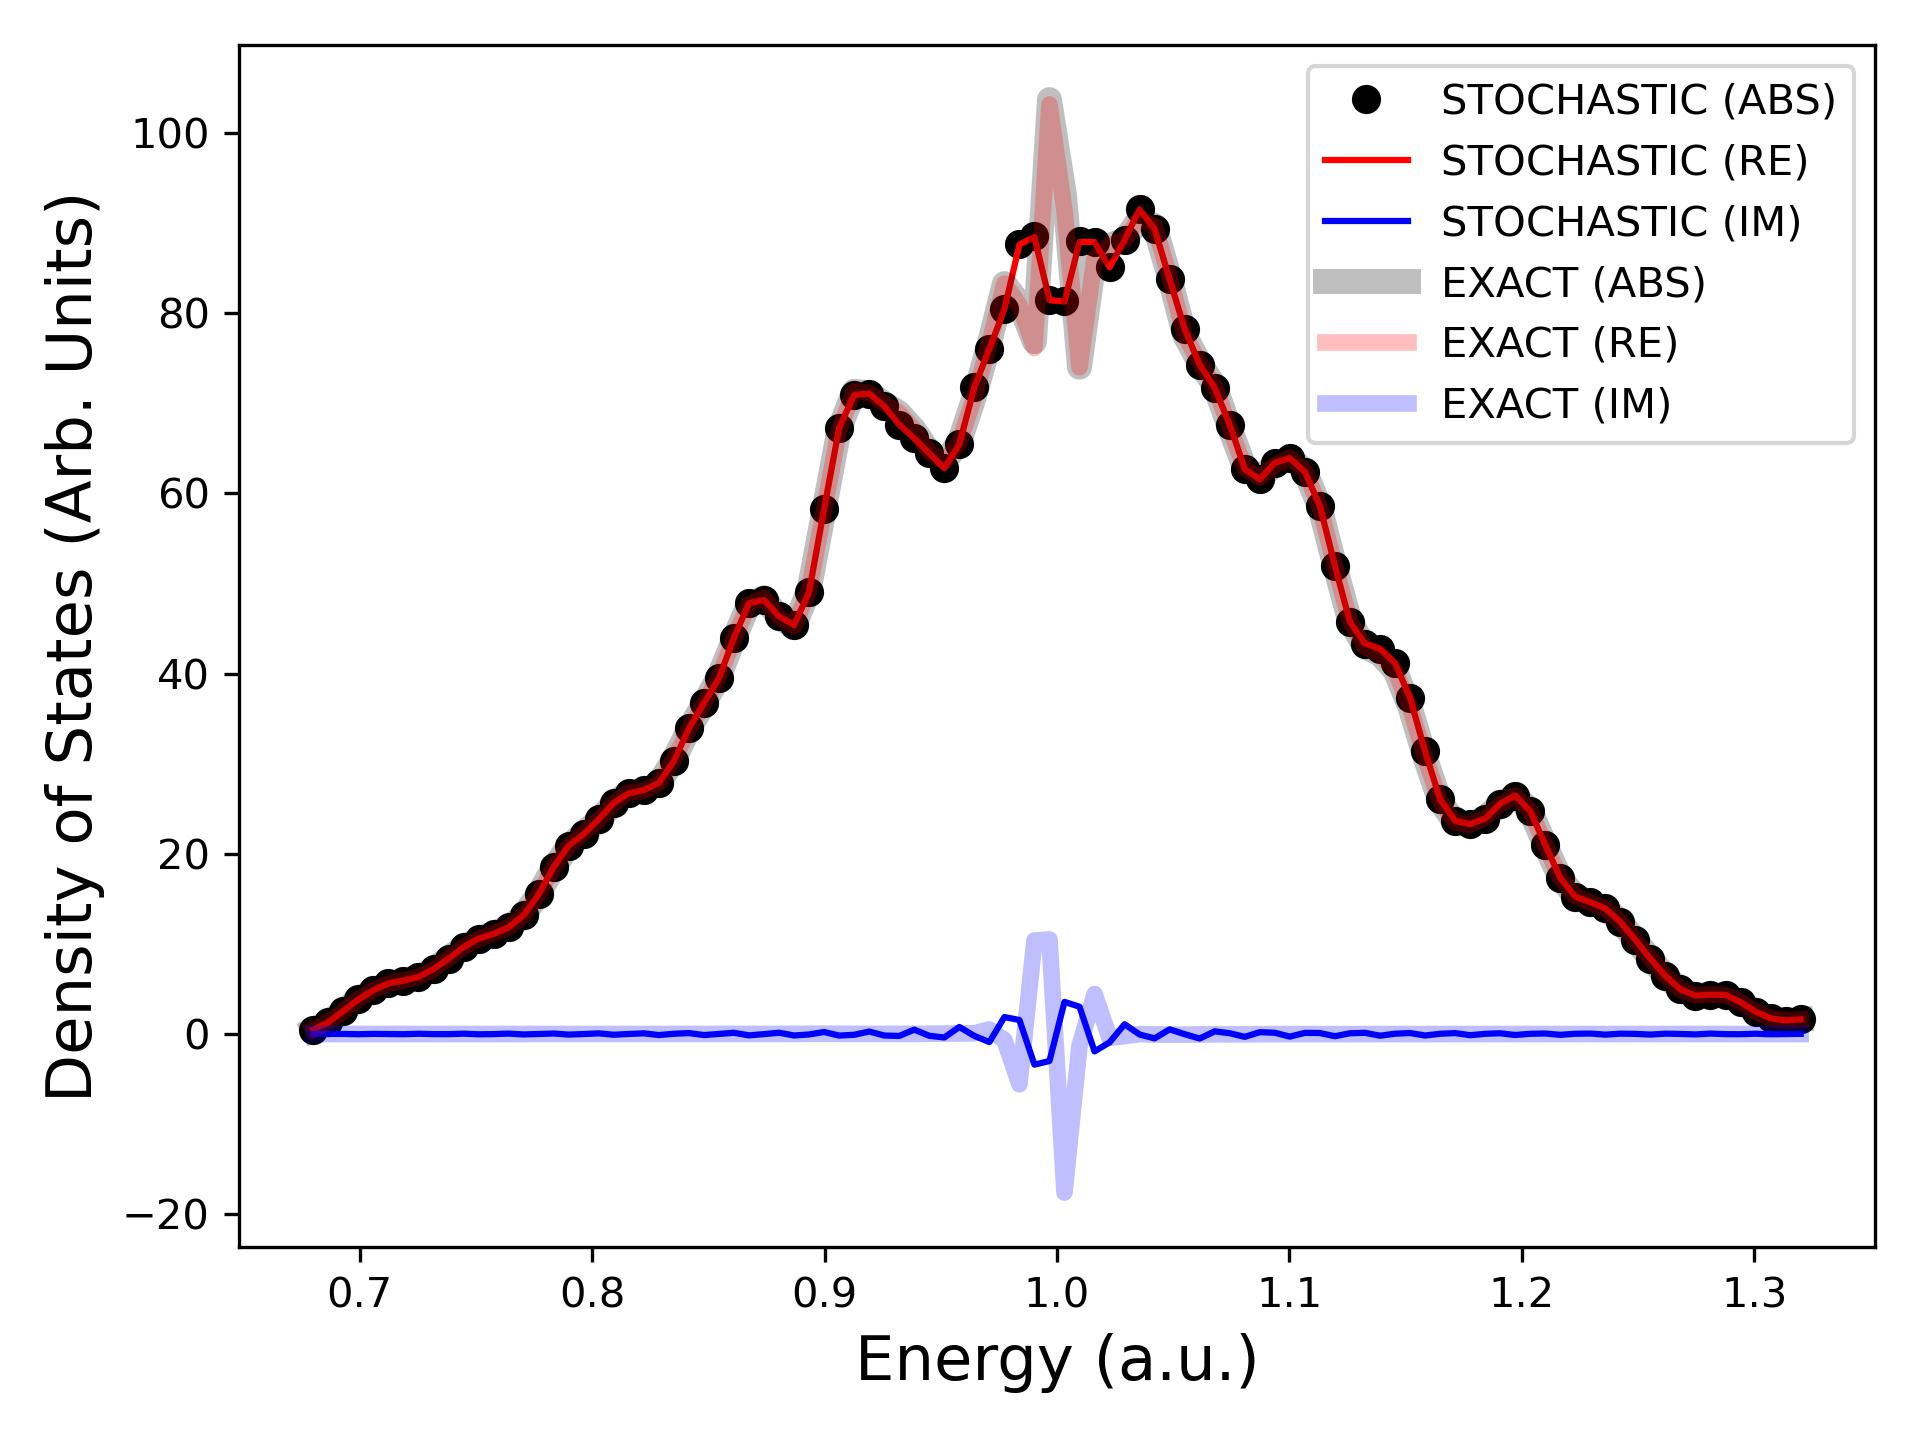 Density of States (Arb. Units)
100
80
60
40
20
0
−20
STOCHASTIC (ABS)
STOCHASTIC (RE)
STOCHASTIC (IM)
EXACT (ABS)
EXACT (RE)
EXACT (IM)
0.7 0.8 0.9 1.0 1.1 1.2 1.3
Energy (a.u.)